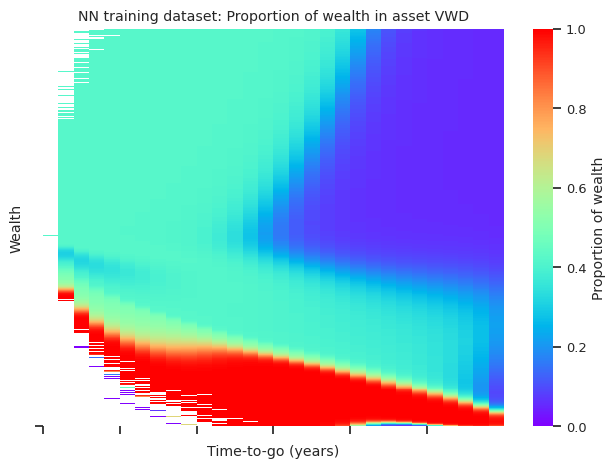 NN training dataset: Proportion of wealth in asset VWD
Wealth
Time-to-go (years)
1.0
0.8
0.6
0.4
0.2
0.0
Proportion of wealth